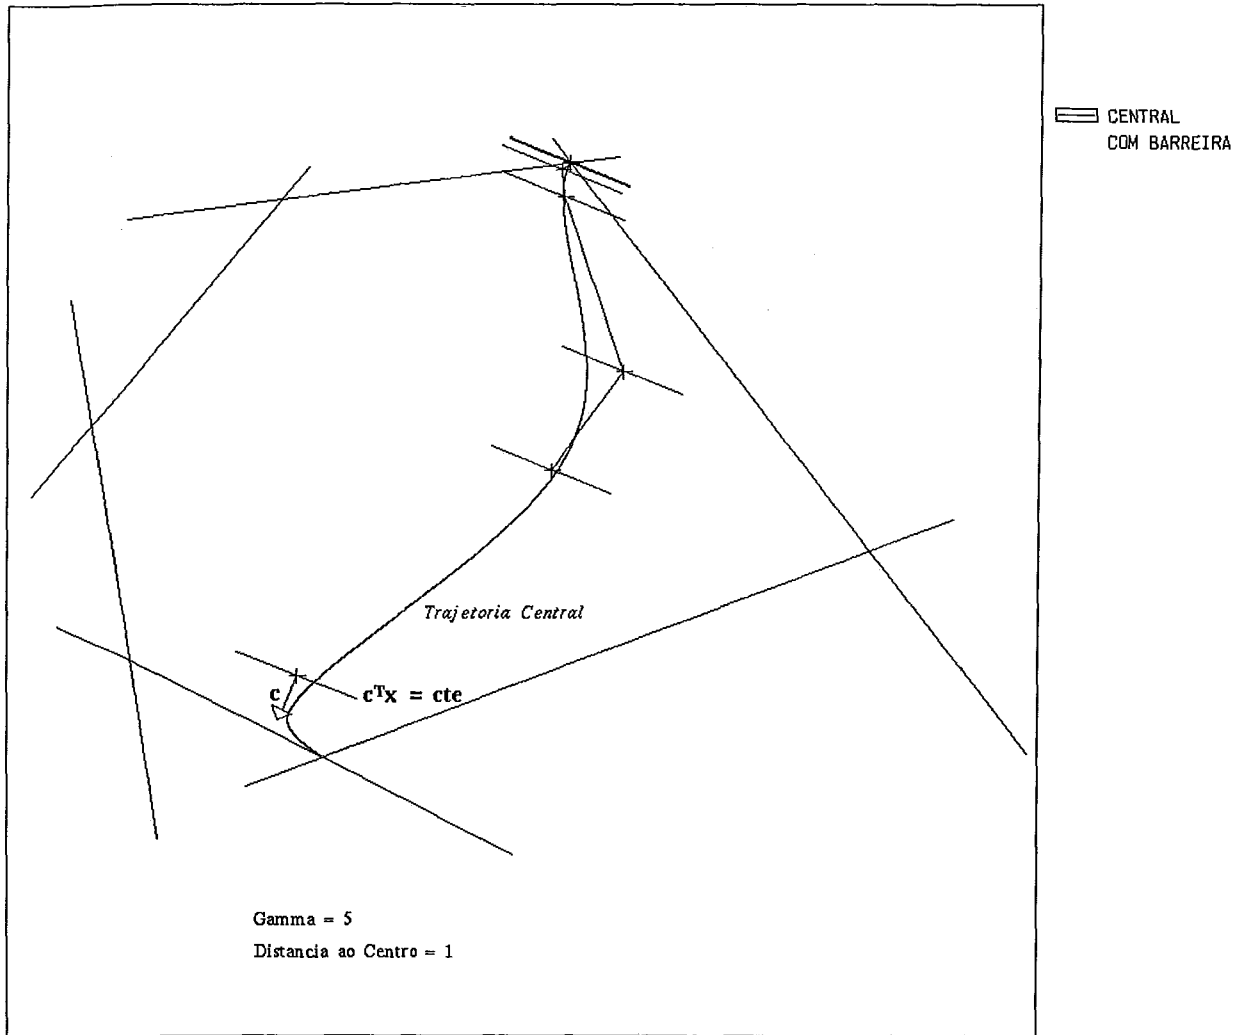 CENTRAL
COM BARREIRA
Trajetoria Central
c
cᵀx = cte
Gamma = 5
Distancia ao Centro = 1